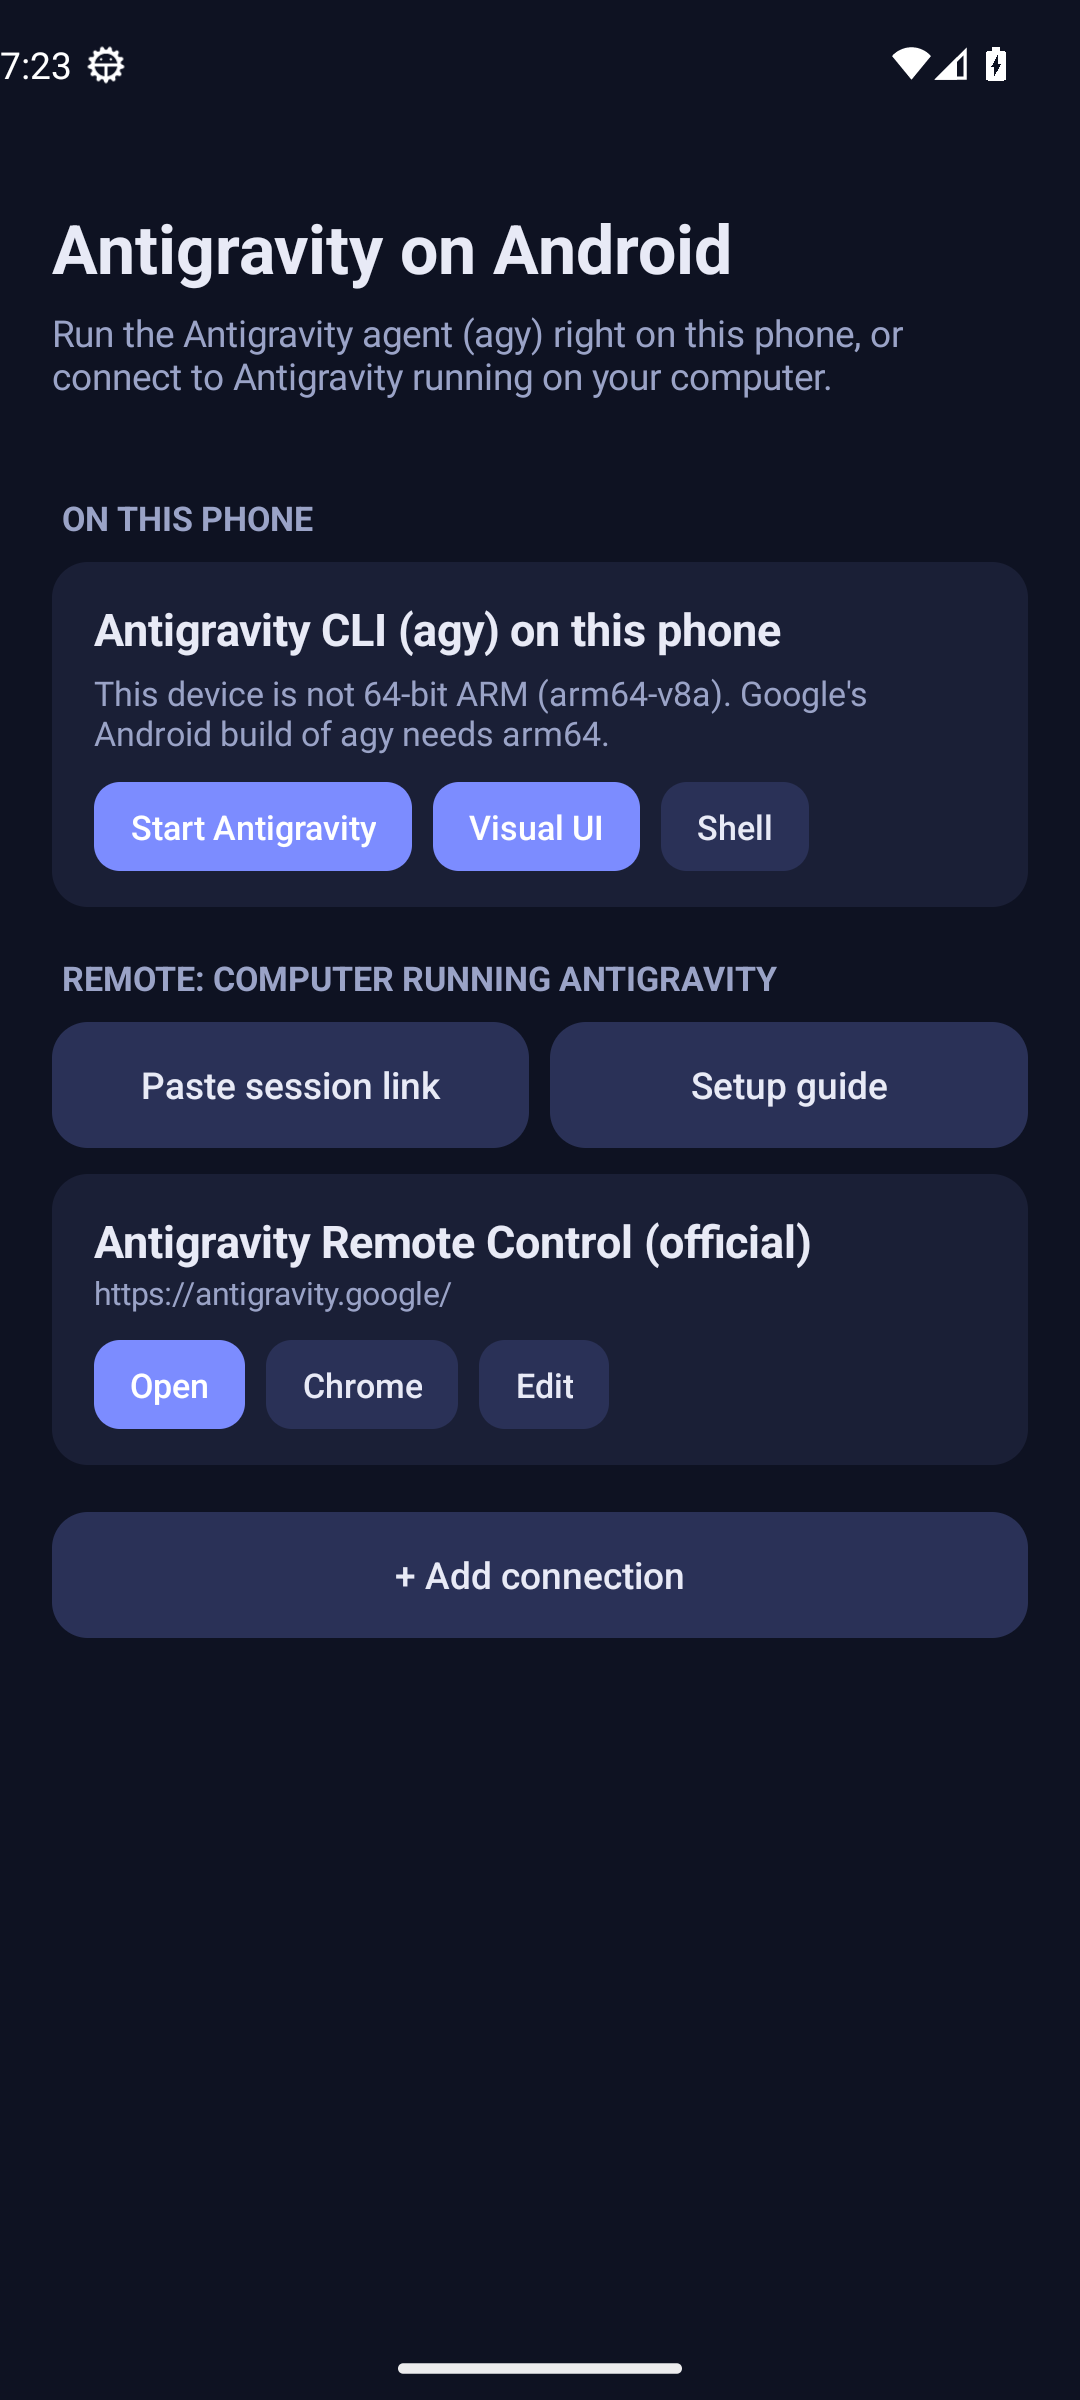 7:23
Antigravity on Android
Run the Antigravity agent (agy) right on this phone, or
connect to Antigravity running on your computer.
ON THIS PHONE
Antigravity CLI (agy) on this phone
This device is not 64-bit ARM (arm64-v8a). Google's
Android build of agy needs arm64.
Start Antigravity
Visual UI
Shell
REMOTE: COMPUTER RUNNING ANTIGRAVITY
Paste session link
Setup guide
Antigravity Remote Control (official)
https://antigravity.google/
Open
Chrome
Edit
+ Add connection